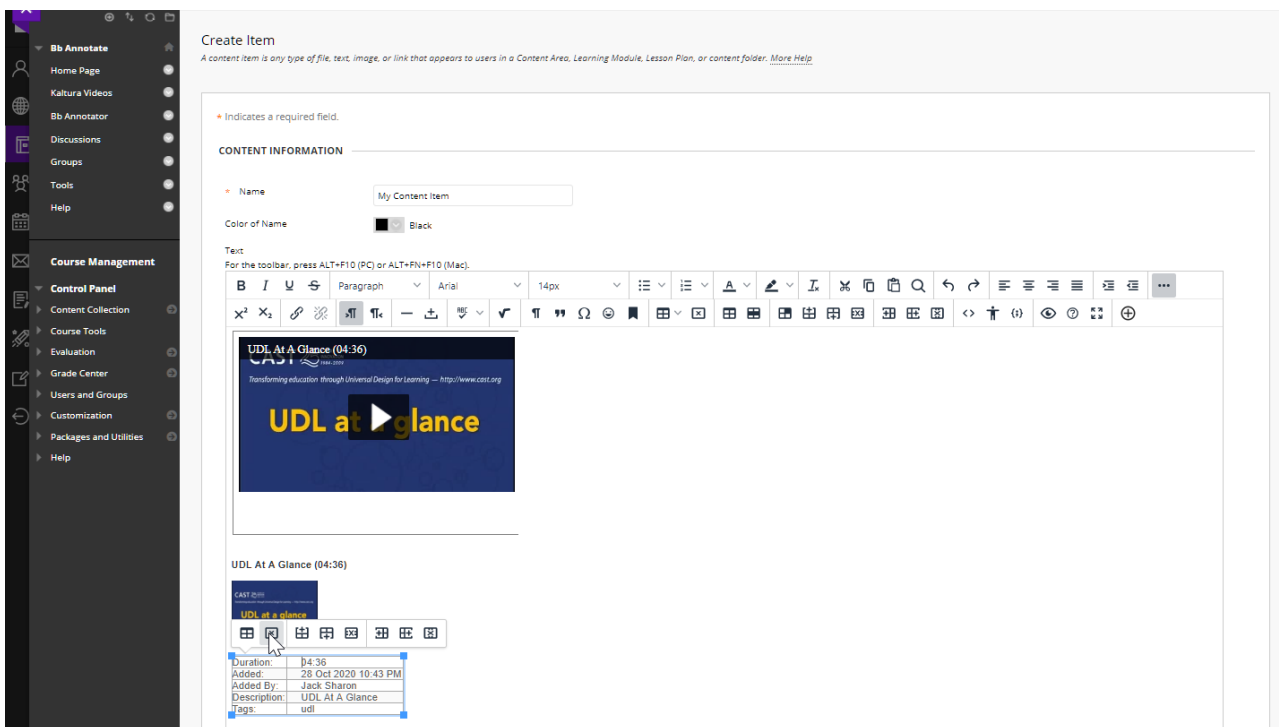 Bb Annotate
Home Page
Kaltura Videos
Bb Annotator
Discussions
Groups
Tools
Help
Course Management
Control Panel
Content Collection
Course Tools
Evaluation
Grade Center
Users and Groups
Customization
Packages and Utilities
Help
Create Item
A content item is any type of file, text, image, or link that appears to users in a Content Area, Learning Module, Lesson Plan, or content folder. More Help
* Indicates a required field.
CONTENT INFORMATION
* Name
My Content Item
Color of Name
Black
Text
For the toolbar, press ALT+F10 (PC) or ALT+FN+F10 (Mac).
B I U S Paragraph Arial 14px
UDL At A Glance (04:36)
CAST
1984-2009
Transforming education through Universal Design for Learning — http://www.cast.org
UDL at a glance
UDL At A Glance (04:36)
CAST
UDL at a glance
Duration: 04:36
Added: 28 Oct 2020 10:43 PM
Added By: Jack Sharon
Description: UDL At A Glance
Tags: udl